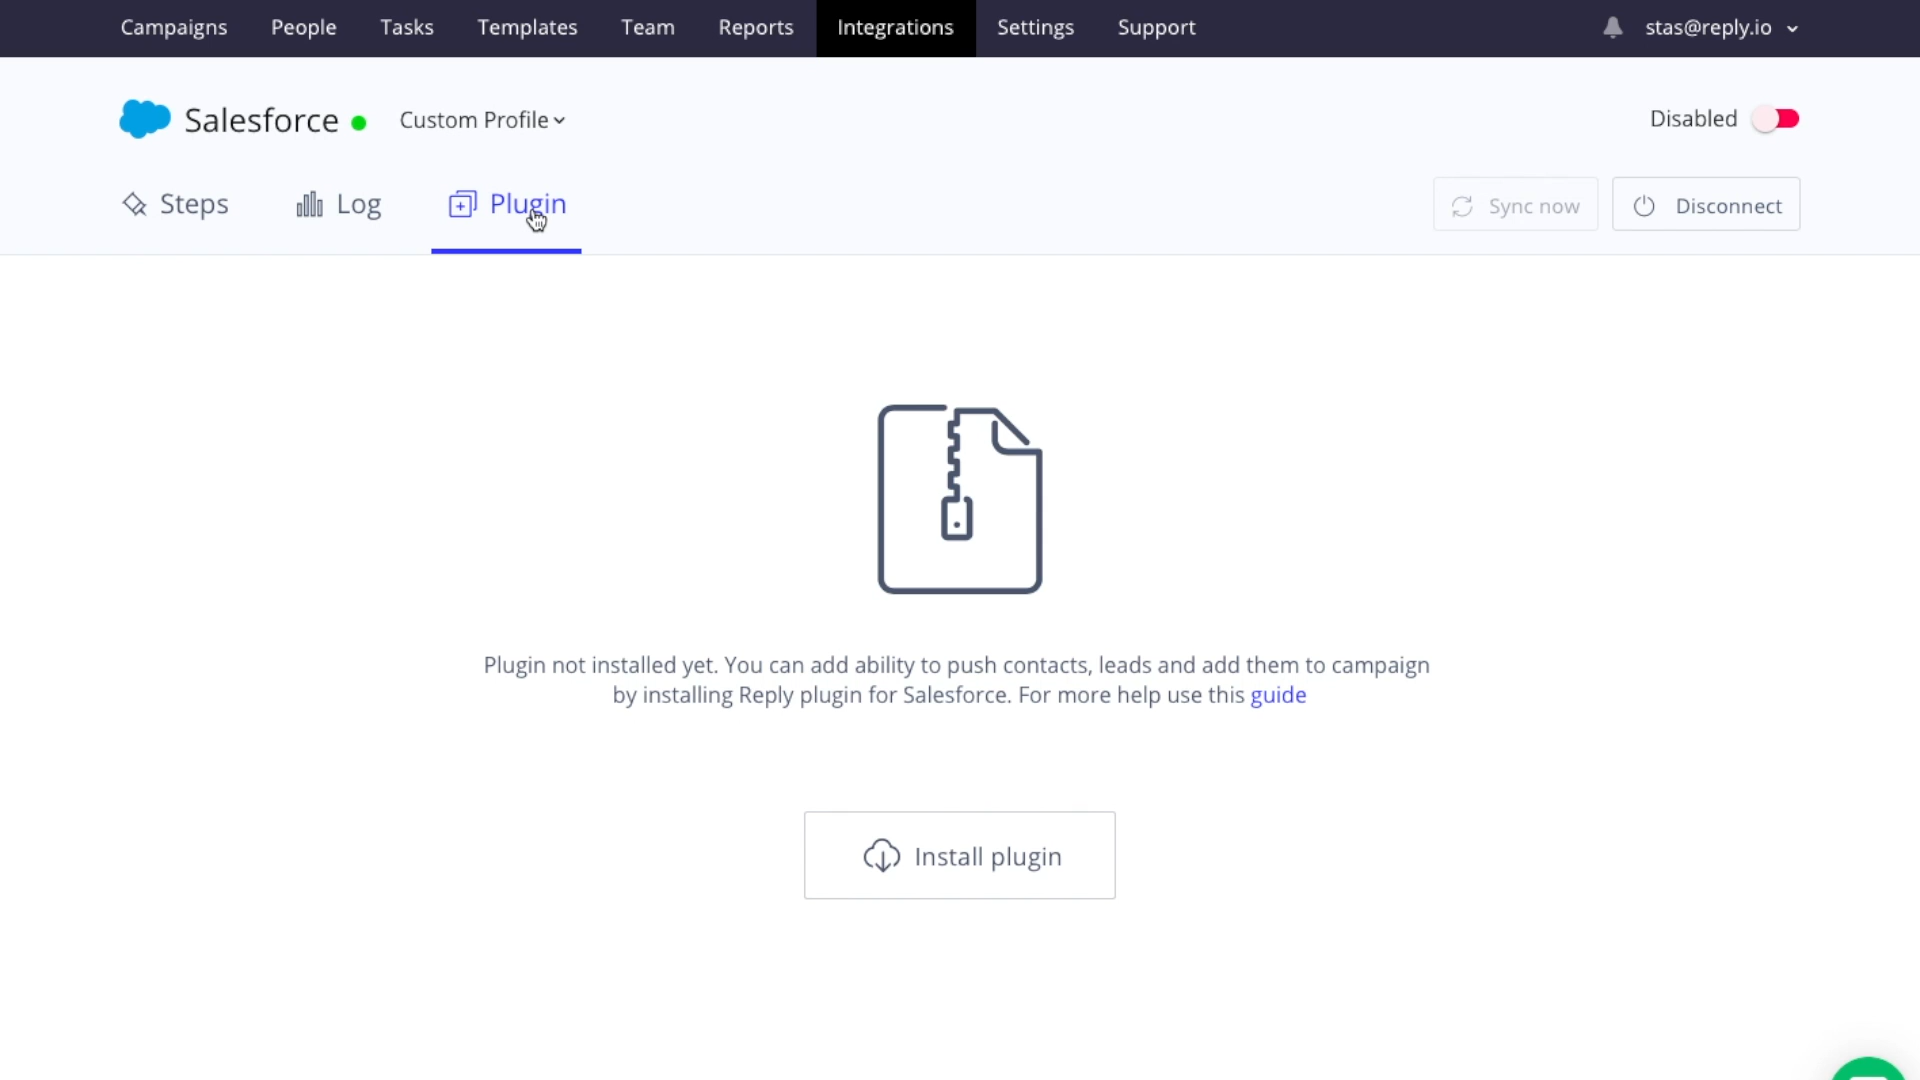 Campaigns People Tasks Templates Team Reports Integrations Settings Support stas@reply.io
Salesforce Custom Profile Disabled
Steps Log Plugin Sync now Disconnect
Plugin not installed yet. You can add ability to push contacts, leads and add them to campaign
by installing Reply plugin for Salesforce. For more help use this guide
Install plugin